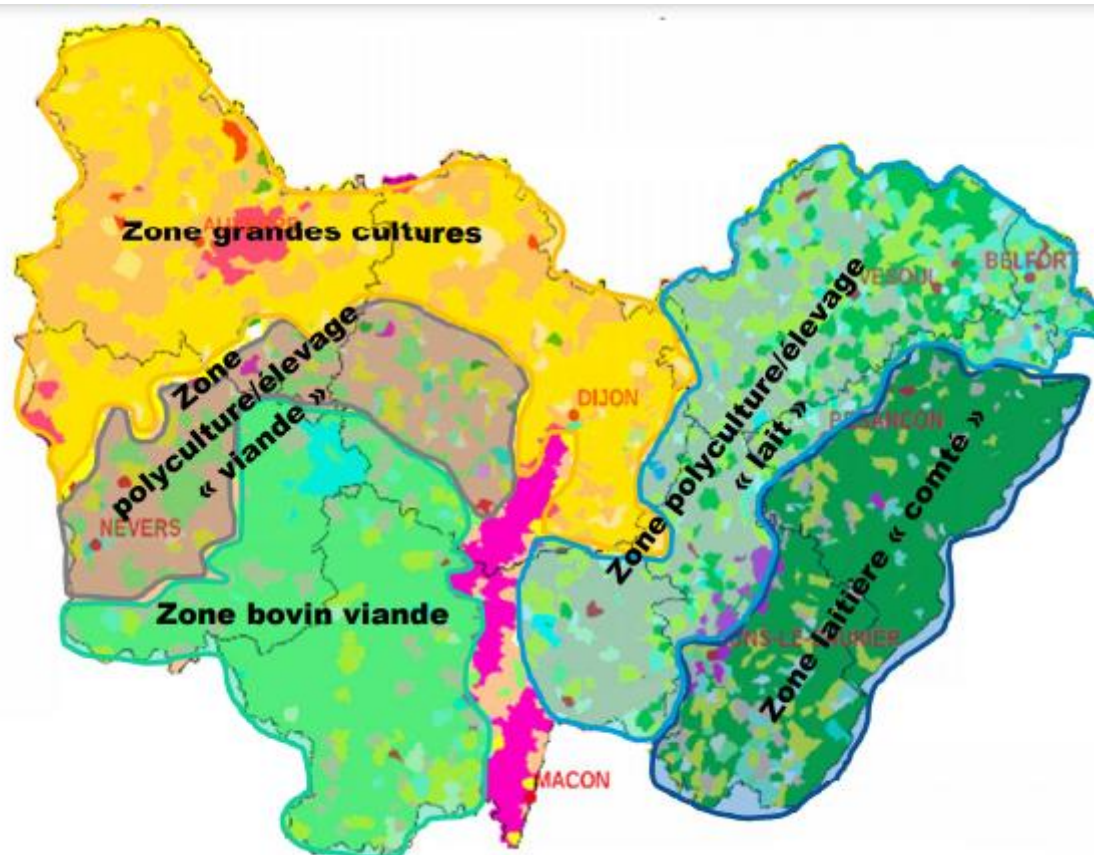 Zone grandes cultures
Zone
polyculture/élevage
« viande »
Zone polyculture/élevage
« lait »
VESOUL
BELFORT
DIJON
BESANCON
NEVERS
Zone bovin viande
Zone laitière « comté »
MACON